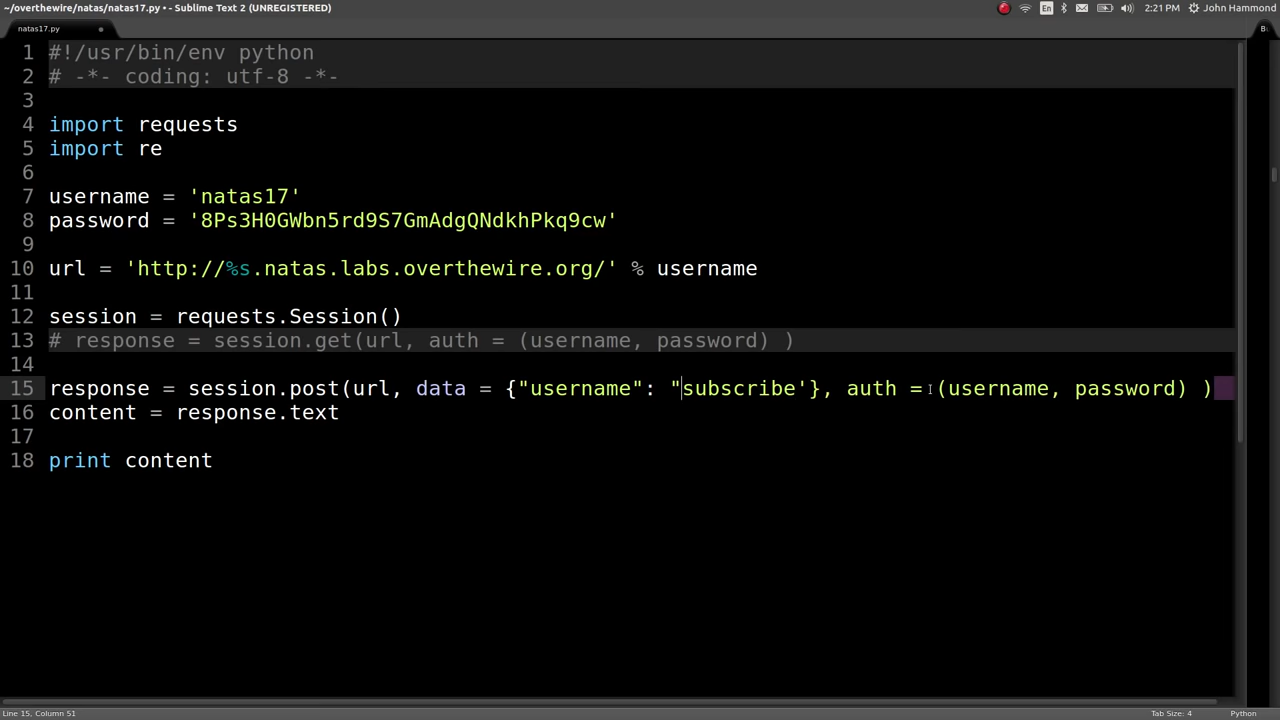 ~/overthewire/natas/natas17.py • - Sublime Text 2 (UNREGISTERED)
En
2:21 PM
John Hammond
natas17.py
1 #!/usr/bin/env python
2 # -*- coding: utf-8 -*-
3
4 import requests
5 import re
6
7 username = 'natas17'
8 password = '8Ps3H0GWbn5rd9S7GmAdgQNdkhPkq9cw'
9
10 url = 'http://%s.natas.labs.overthewire.org/' % username
11
12 session = requests.Session()
13 # response = session.get(url, auth = (username, password) )
14
15 response = session.post(url, data = {"username": "subscribe'}, auth = (username, password) )
16 content = response.text
17
18 print content
Line 15, Column 51
Tab Size: 4
Python